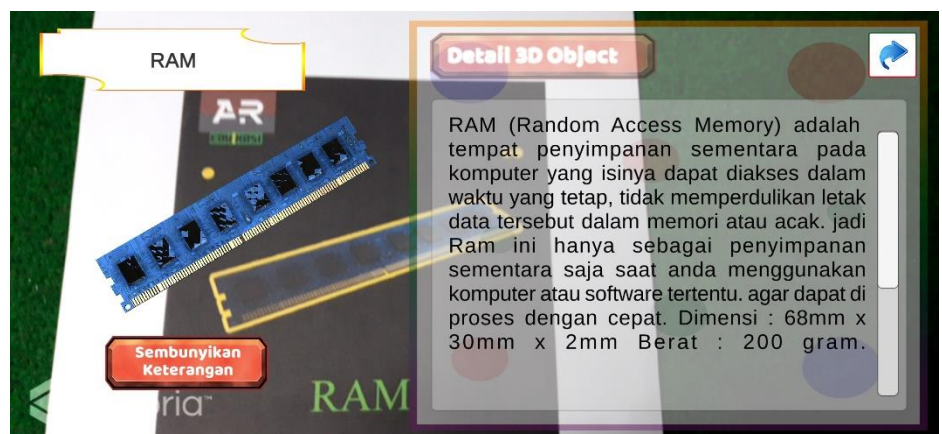 RAM
Detail 3D Object
AR
RAM (Random Access Memory) adalah
tempat penyimpanan sementara pada
komputer yang isinya dapat diakses dalam
waktu yang tetap, tidak memperdulikan letak
data tersebut dalam memori atau acak. jadi
Ram ini hanya sebagai penyimpanan
sementara saja saat anda menggunakan
komputer atau software tertentu. agar dapat di
proses dengan cepat. Dimensi : 68mm x
30mm x 2mm Berat : 200 gram.
Sembunyikan
Keterangan
RAM